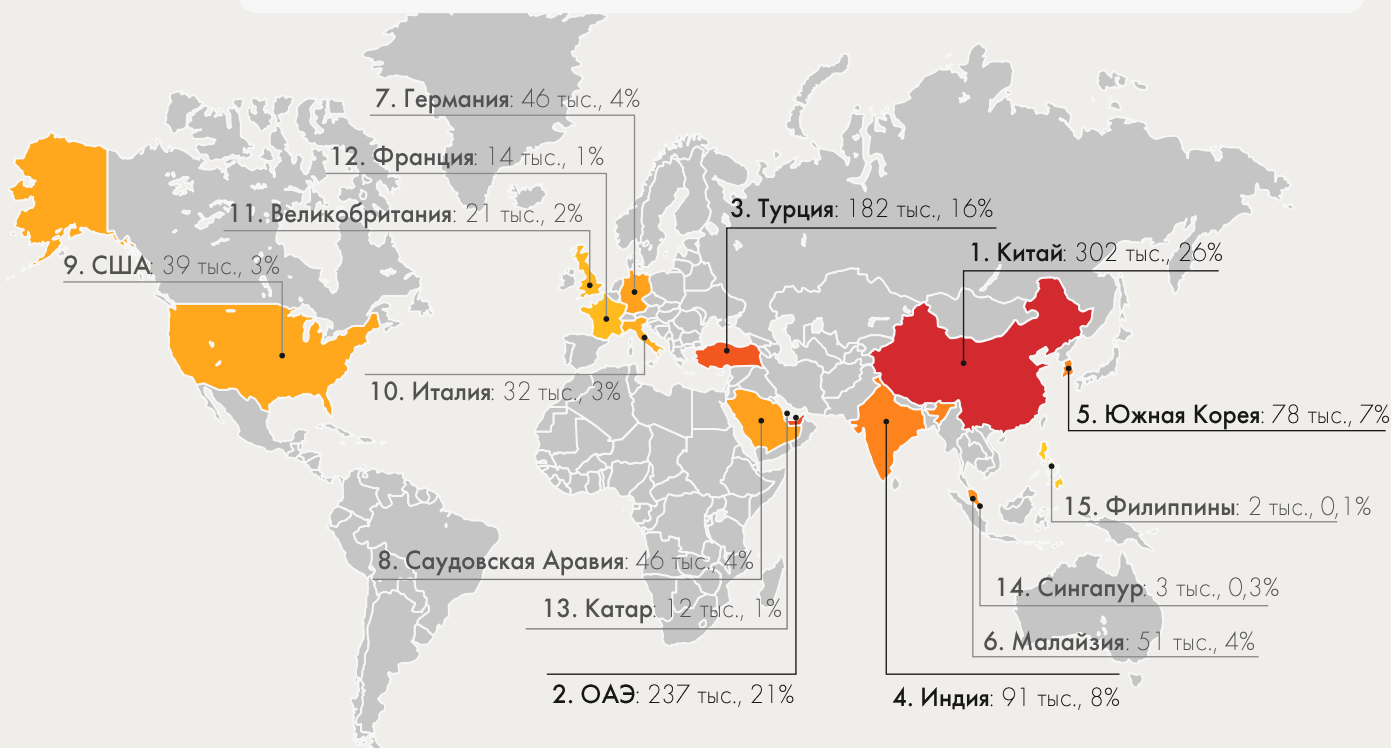 7. Германия: 46 тыс., 4%
12. Франция: 14 тыс., 1%
11. Великобритания: 21 тыс., 2%
3. Турция: 182 тыс., 16%
1. Китай: 302 тыс., 26%
9. США: 39 тыс., 3%
10. Италия: 32 тыс., 3%
5. Южная Корея: 78 тыс., 7%
15. Филиппины: 2 тыс., 0,1%
8. Саудовская Аравия: 46 тыс., 4%
14. Сингапур: 3 тыс., 0,3%
13. Катар: 12 тыс., 1%
6. Малайзия: 51 тыс., 4%
2. ОАЭ: 237 тыс., 21%
4. Индия: 91 тыс., 8%